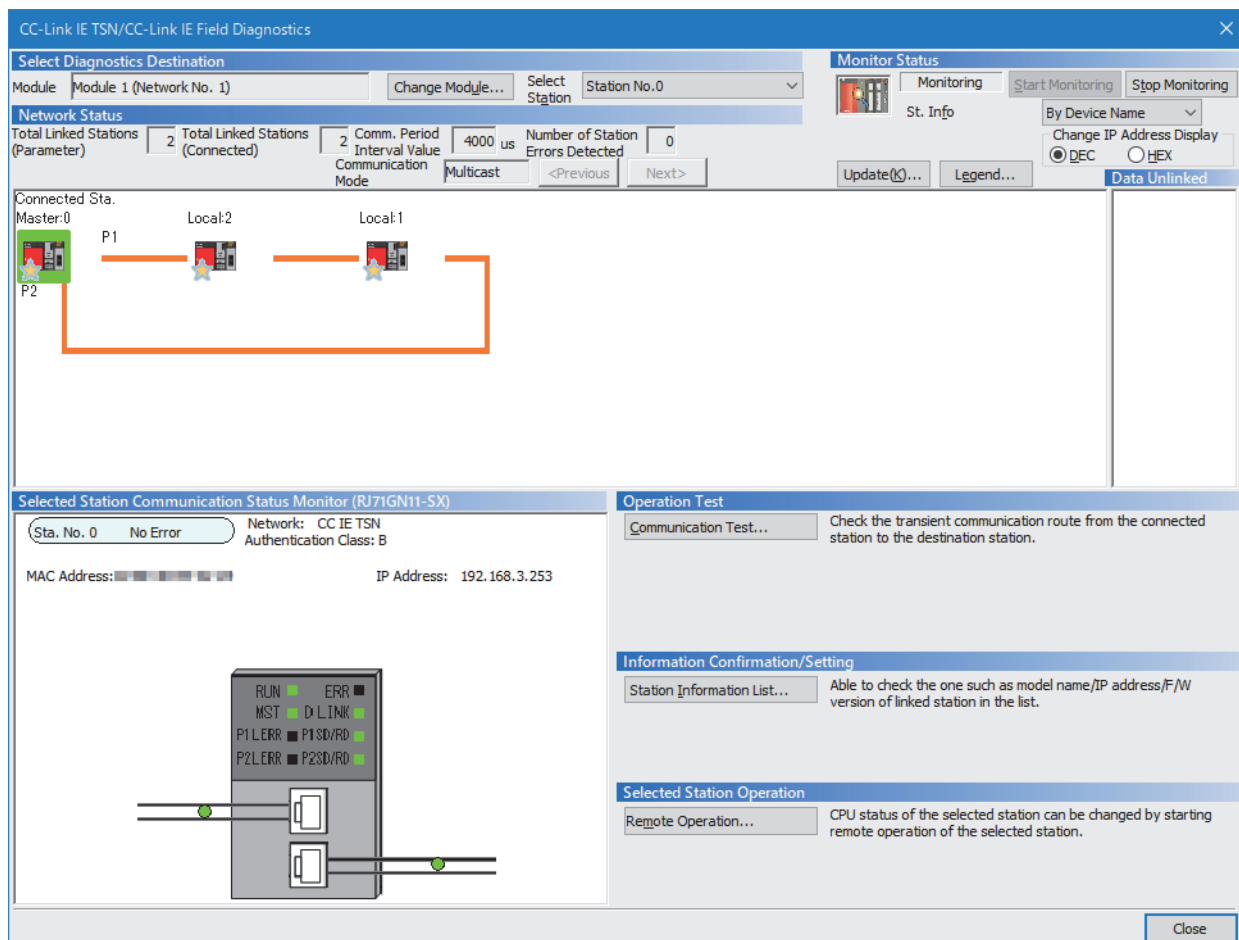 CC-Link IE TSN/CC-Link IE Field Diagnostics
Select Diagnostics Destination
Module Module 1 (Network No. 1) Change Module... Select Station Station No.0
Monitor Status
Monitoring Start Monitoring Stop Monitoring
St. Info By Device Name
Change IP Address Display
DEC HEX
Update(K)... Legend...
Network Status
Total Linked Stations (Parameter) 2 Total Linked Stations (Connected) 2 Comm. Period Interval Value 4000 us Number of Station Errors Detected 0
Communication Mode Multicast <Previous Next>
Data Unlinked
Connected Sta.
Master:0 Local:2 Local:1
P1
P2
Selected Station Communication Status Monitor (RJ71GN11-SX)
Sta. No. 0 No Error
Network: CC IE TSN
Authentication Class: B
MAC Address: IP Address: 192.168.3.253
RUN ERR
MST D LINK
P1LERR P1SD/RD
P2LERR P2SD/RD
Operation Test
Communication Test... Check the transient communication route from the connected
station to the destination station.
Information Confirmation/Setting
Station Information List... Able to check the one such as model name/IP address/F/W
version of linked station in the list.
Selected Station Operation
Remote Operation... CPU status of the selected station can be changed by starting
remote operation of the selected station.
Close